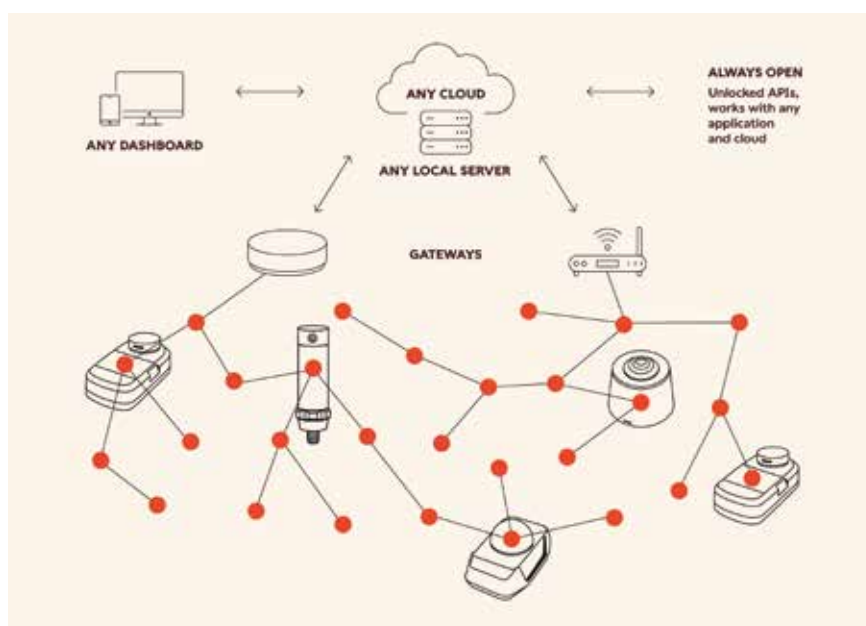 ANY DASHBOARD
ANY CLOUD
ANY LOCAL SERVER
ALWAYS OPEN
Unlocked APIs,
works with any
application
and cloud
GATEWAYS